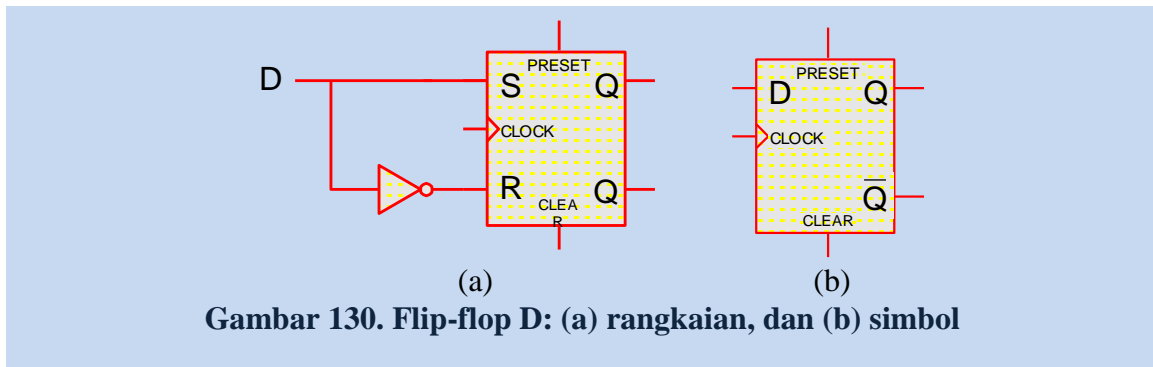 PRESET
D
S
Q
CLOCK
R
Q
CLEA
R
PRESET
D
Q
CLOCK
Q̅
CLEAR
(a)
(b)
Gambar 130. Flip-flop D: (a) rangkaian, dan (b) simbol